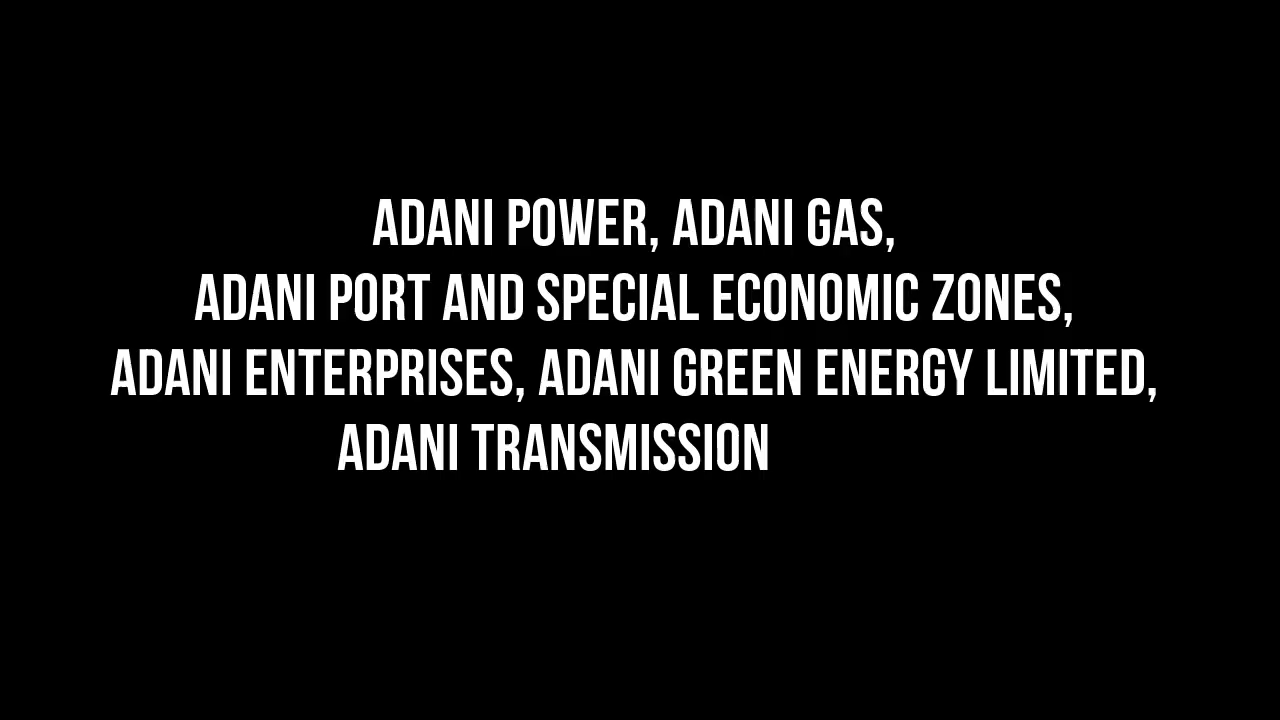 ADANI POWER, ADANI GAS,
ADANI PORT AND SPECIAL ECONOMIC ZONES,
ADANI ENTERPRISES, ADANI GREEN ENERGY LIMITED,
ADANI TRANSMISSION